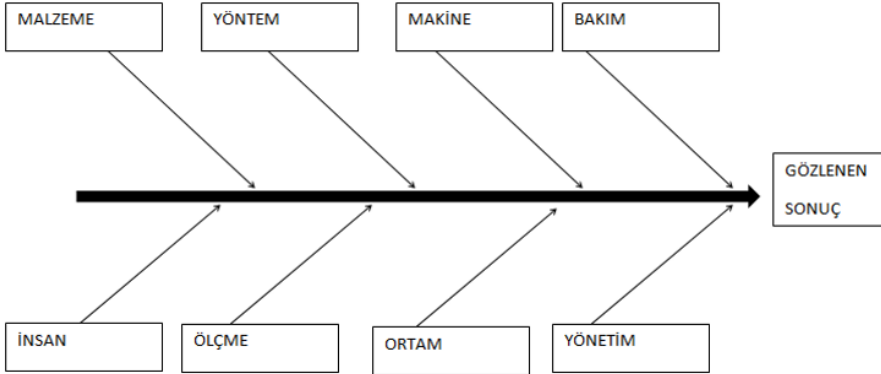 MALZEME
YÖNTEM
MAKİNE
BAKIM
GÖZLENEN
SONUÇ
İNSAN
ÖLÇME
ORTAM
YÖNETİM